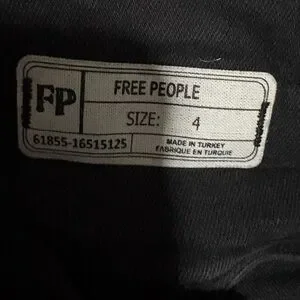 FP
FREE PEOPLE
SIZE: 4
61855-16515125
MADE IN TURKEY
FABRIQUE EN TURQUIE